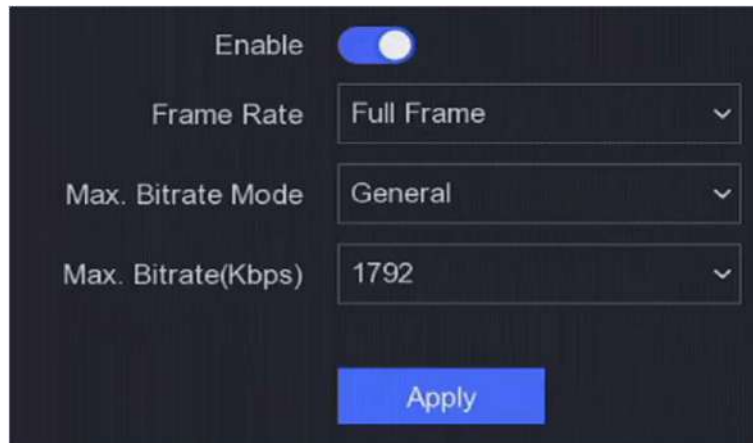 Enable
Frame Rate Full Frame
Max. Bitrate Mode General
Max. Bitrate(Kbps) 1792
Apply